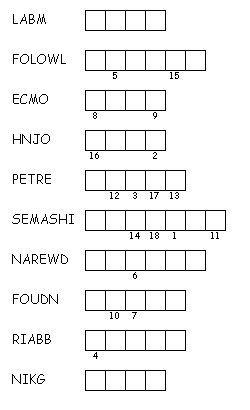 LABM
FOLOWL
5 15
ECMO
8 9
HNJO
16 2
PETRE
12 3 17 13
SEMASHI
14 18 1 11
NAREWD
6
FOUDN
10 7
RIABB
4
NIKG